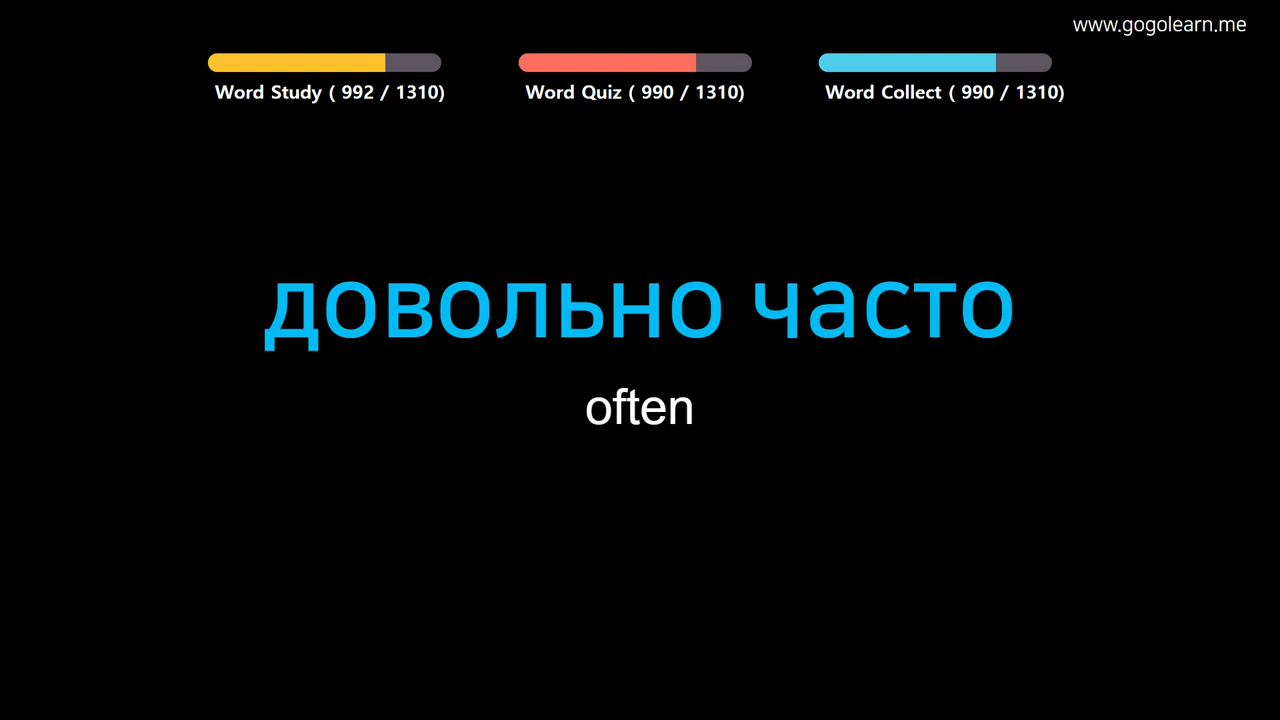 www.gogolearn.me
Word Study ( 992 / 1310)
Word Quiz ( 990 / 1310)
Word Collect ( 990 / 1310)
довольно часто
often